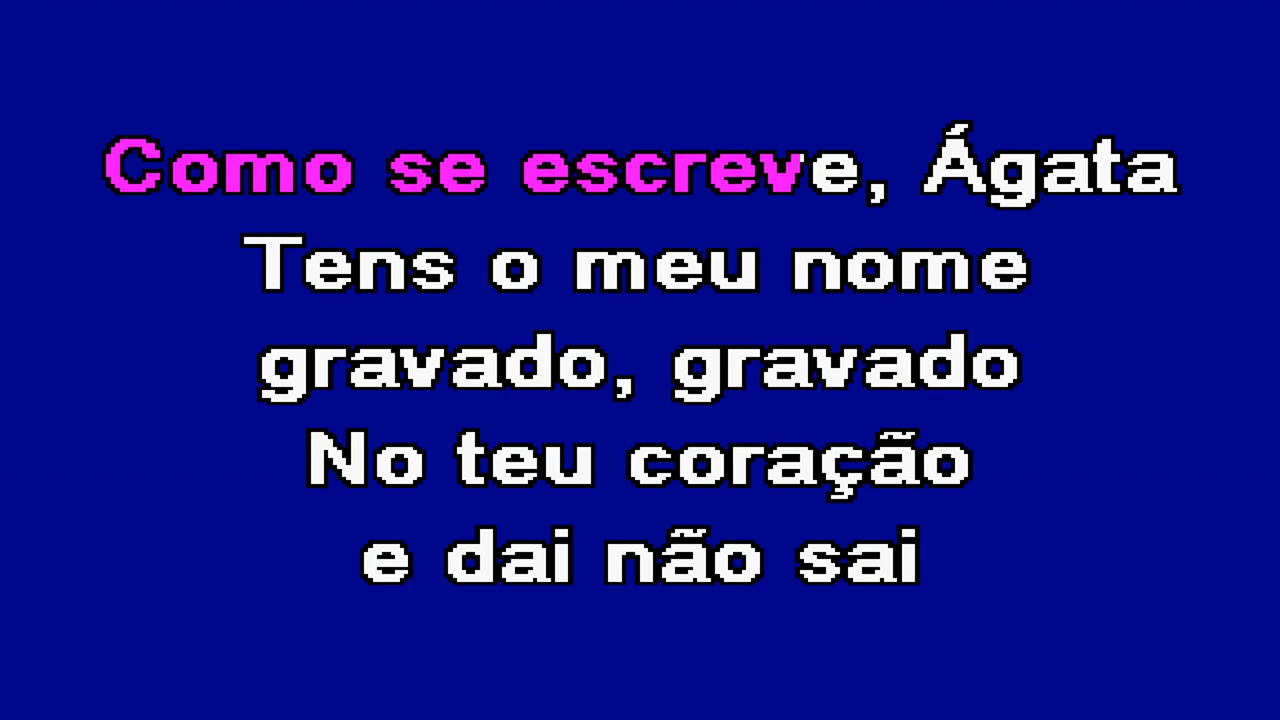 Como se escreve, Ágata
Tens o meu nome
gravado, gravado
No teu coração
e dai não sai